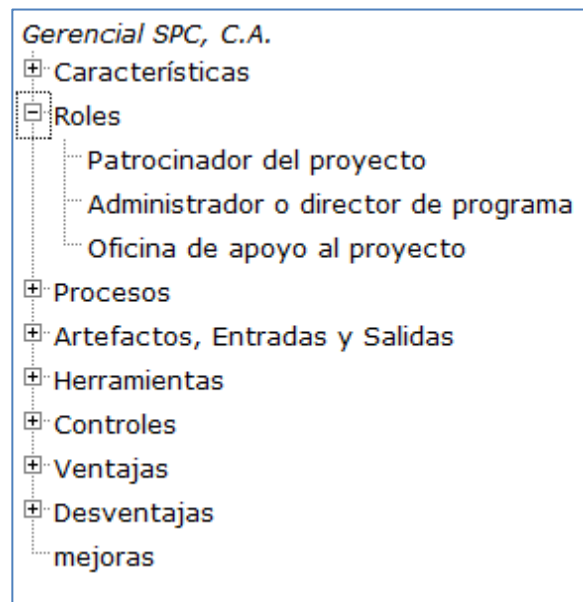 Gerencial SPC, C.A.
Características
Roles
Patrocinador del proyecto
Administrador o director de programa
Oficina de apoyo al proyecto
Procesos
Artefactos, Entradas y Salidas
Herramientas
Controles
Ventajas
Desventajas
mejoras